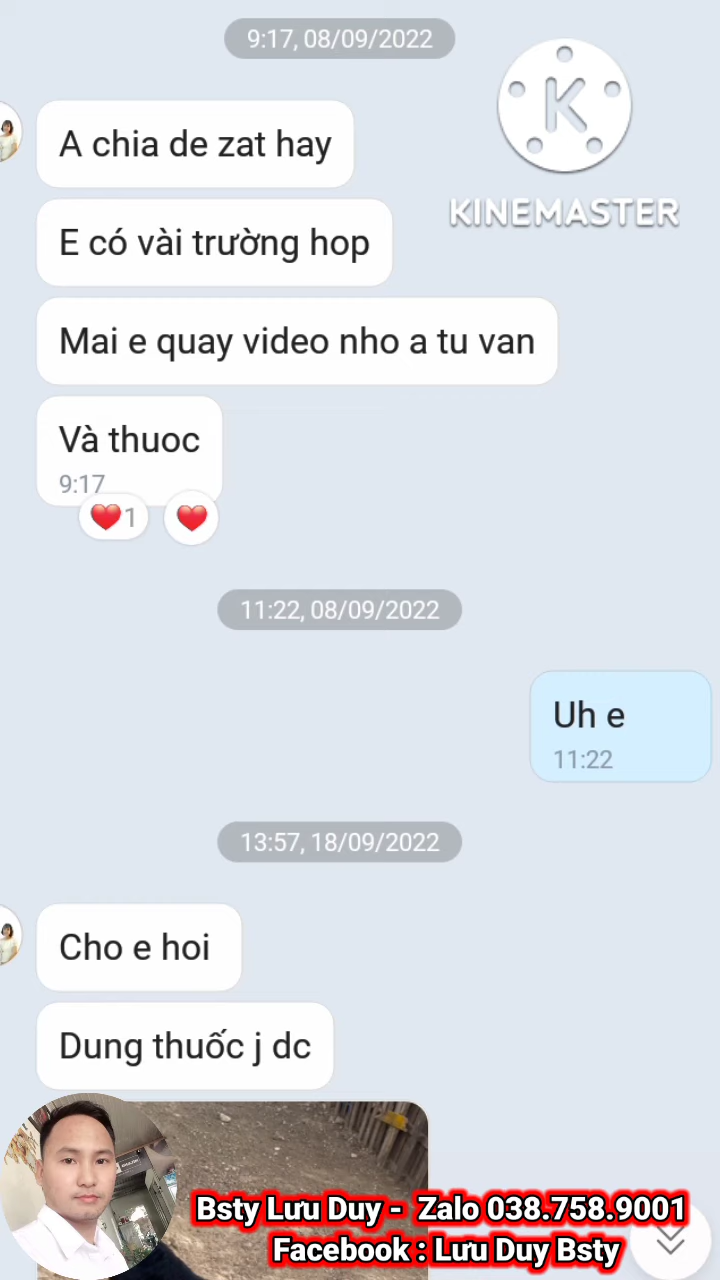 9:17, 08/09/2022
K
KINEMASTER
A chia de zat hay
E có vài trường hop
Mai e quay video nho a tu van
Và thuoc
9:17
1
11:22, 08/09/2022
Uh e
11:22
13:57, 18/09/2022
Cho e hoi
Dung thuốc j dc
Bsty Lưu Duy - Zalo 038.758.9001
Facebook : Lưu Duy Bsty